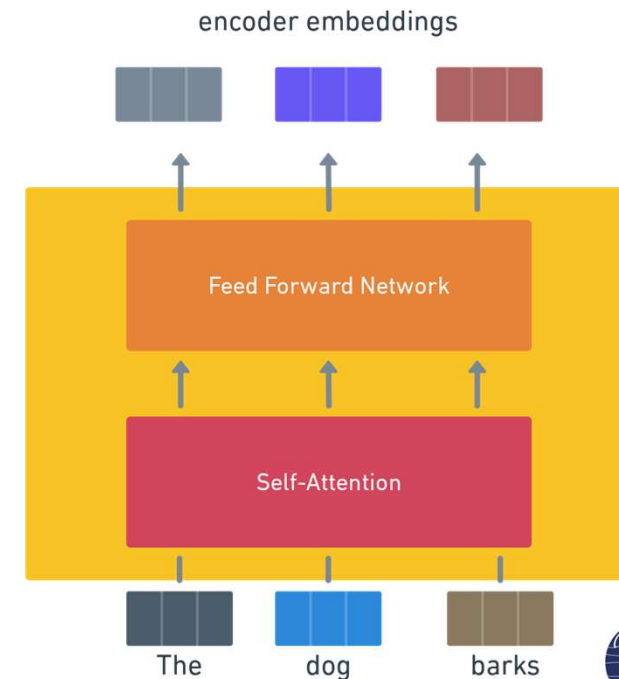 encoder embeddings
Feed Forward Network
Self-Attention
The dog barks